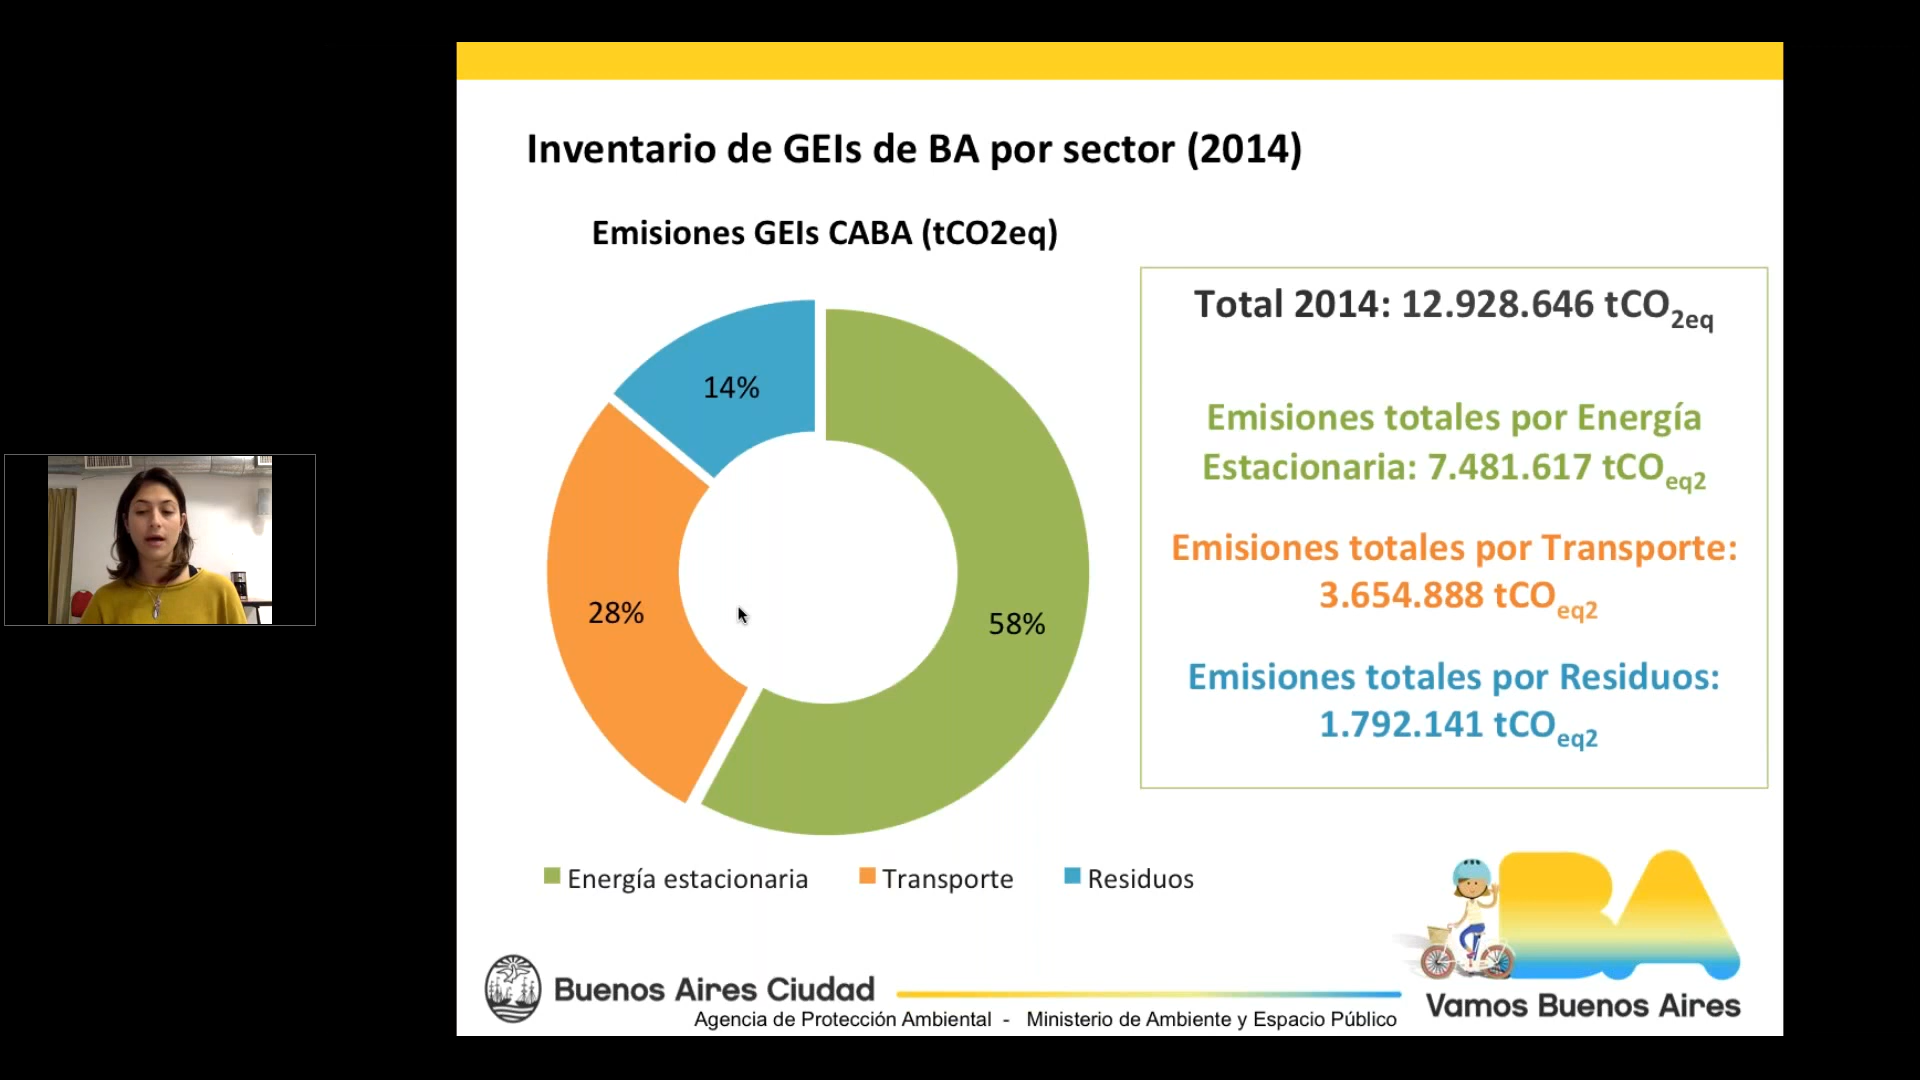 Inventario de GEIs de BA por sector (2014)
Emisiones GEIs CABA (tCO2eq)
14%
28%
58%
Energía estacionaria
Transporte
Residuos
Total 2014: 12.928.646 tCO2eq
Emisiones totales por Energía
Estacionaria: 7.481.617 tCOeq2
Emisiones totales por Transporte:
3.654.888 tCOeq2
Emisiones totales por Residuos:
1.792.141 tCOeq2
BA
Buenos Aires Ciudad
Vamos Buenos Aires
Agencia de Protección Ambiental - Ministerio de Ambiente y Espacio Público